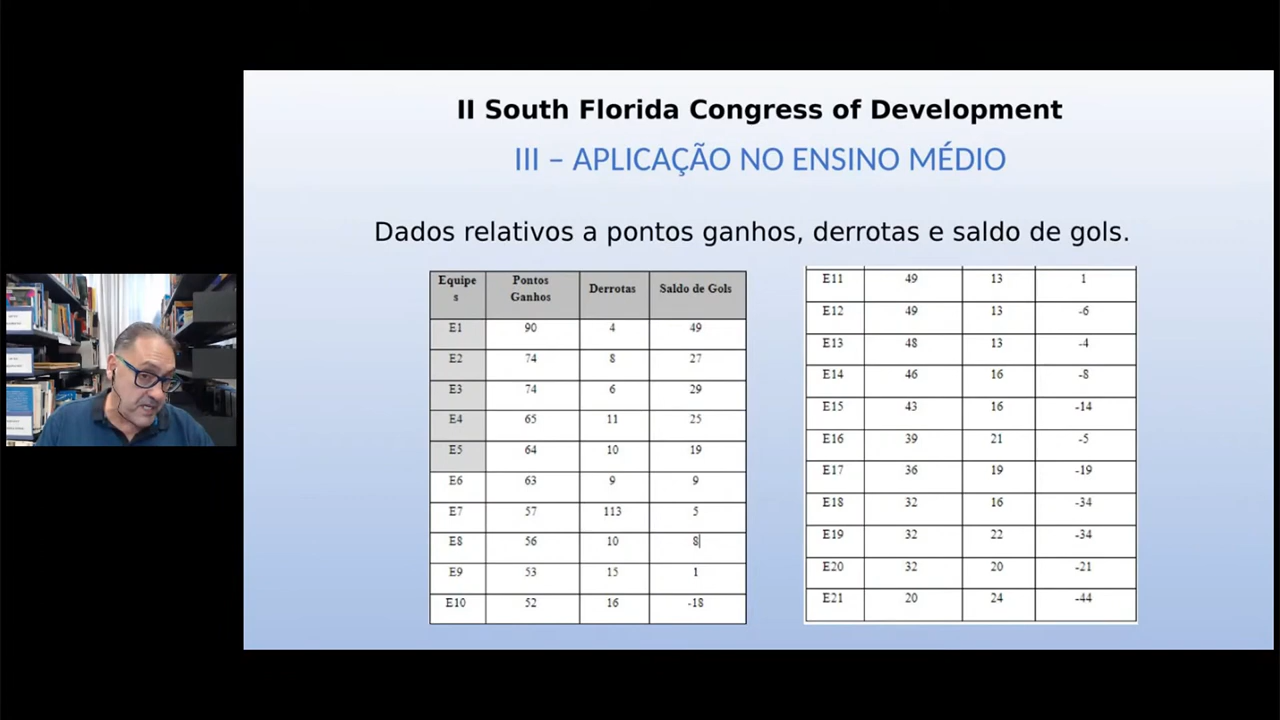 II South Florida Congress of Development
III – APLICAÇÃO NO ENSINO MÉDIO
Dados relativos a pontos ganhos, derrotas e saldo de gols.
Equipe s Pontos Ganhos Derrotas Saldo de Gols
E1 90 4 49
E2 74 8 27
E3 74 6 29
E4 65 11 25
E5 64 10 19
E6 63 9 9
E7 57 113 5
E8 56 10 8
E9 53 15 1
E10 52 16 -18
E11 49 13 1
E12 49 13 -6
E13 48 13 -4
E14 46 16 -8
E15 43 16 -14
E16 39 21 -5
E17 36 19 -19
E18 32 16 -34
E19 32 22 -34
E20 32 20 -21
E21 20 24 -44